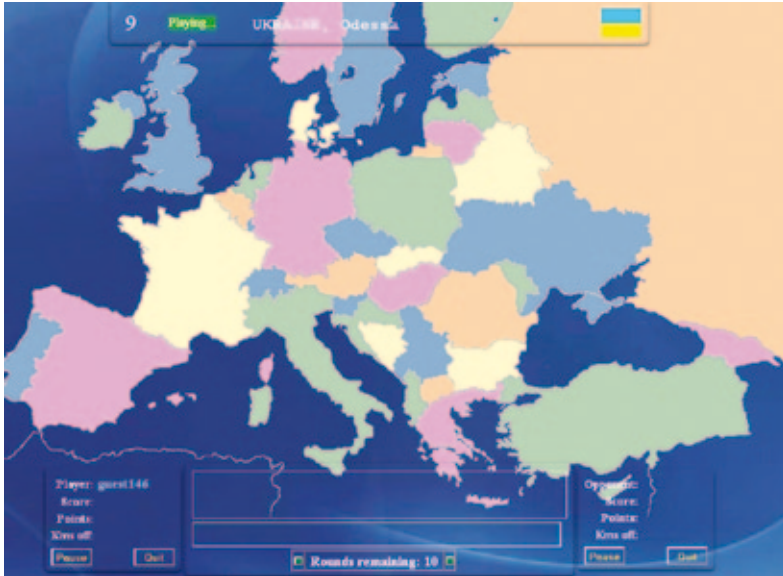 9 Playing... UKRAINE, Odessa
Player: guest146
Score:
Points:
Kms off:
Pause Quit
Opponent:
Score:
Points:
Kms off:
Pause Quit
Rounds remaining: 10